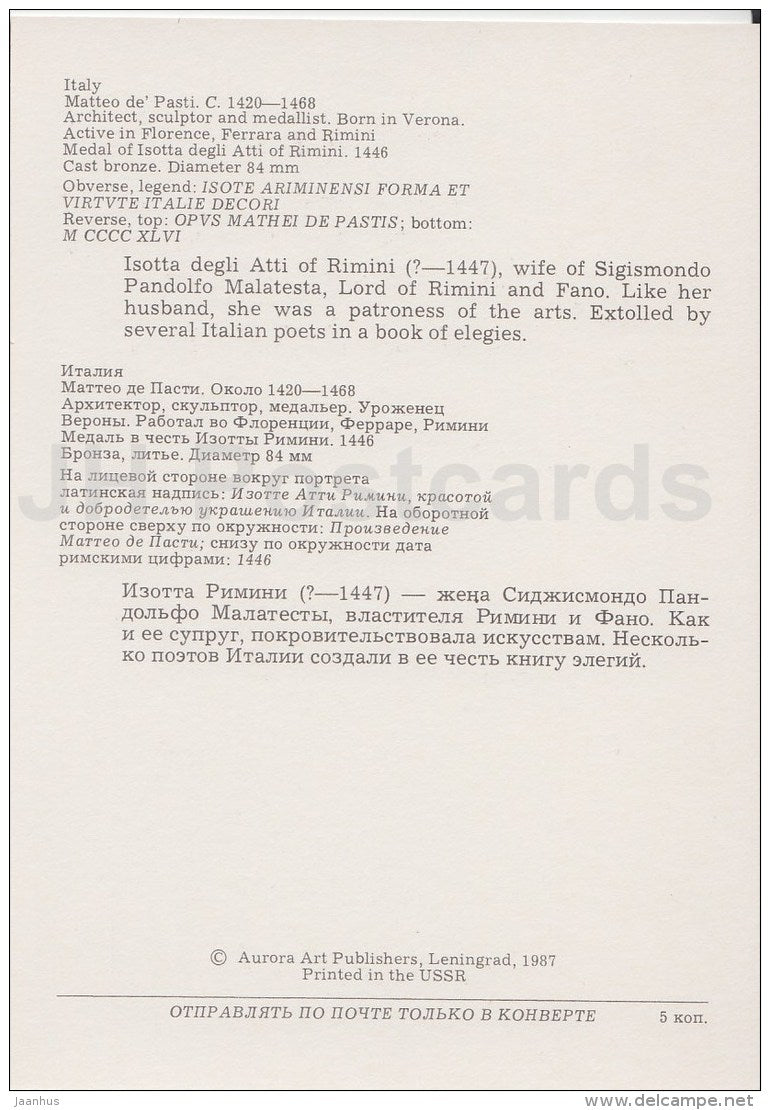 Italy
Matteo de' Pasti. C. 1420—1468
Architect, sculptor and medallist. Born in Verona.
Active in Florence, Ferrara and Rimini
Medal of Isotta degli Atti of Rimini. 1446
Cast bronze. Diameter 84 mm
Obverse, legend: ISOTE ARIMINENSI FORMA ET
VIRTVTE ITALIE DECORI
Reverse, top: OPVS MATHEI DE PASTIS; bottom:
M CCCC XLVI
Isotta degli Atti of Rimini (?—1447), wife of Sigismondo
Pandolfo Malatesta, Lord of Rimini and Fano. Like her
husband, she was a patroness of the arts. Extolled by
several Italian poets in a book of elegies.
Италия
Маттео де Пасти. Около 1420—1468
Архитектор, скульптор, медальер. Уроженец
Вероны. Работал во Флоренции, Ферраре, Римини
Медаль в честь Изотты Римини. 1446
Бронза, литье. Диаметр 84 мм
На лицевой стороне вокруг портрета
латинская надпись: Изотте Атти Римини, красотой
и добродетелью украшению Италии. На оборотной
стороне сверху по окружности: Произведение
Маттео де Пасти; снизу по окружности дата
римскими цифрами: 1446
Изотта Римини (?—1447) — жена Сиджисмондо Пан-
дольфо Малатесты, властителя Римини и Фано. Как
и ее супруг, покровительствовала искусствам. Несколь-
ко поэтов Италии создали в ее честь книгу элегий.
JH Postcards
© Aurora Art Publishers, Leningrad, 1987
Printed in the USSR
ОТПРАВЛЯТЬ ПО ПОЧТЕ ТОЛЬКО В КОНВЕРТЕ 5 коп.
Jaanhus www.delcampe.net